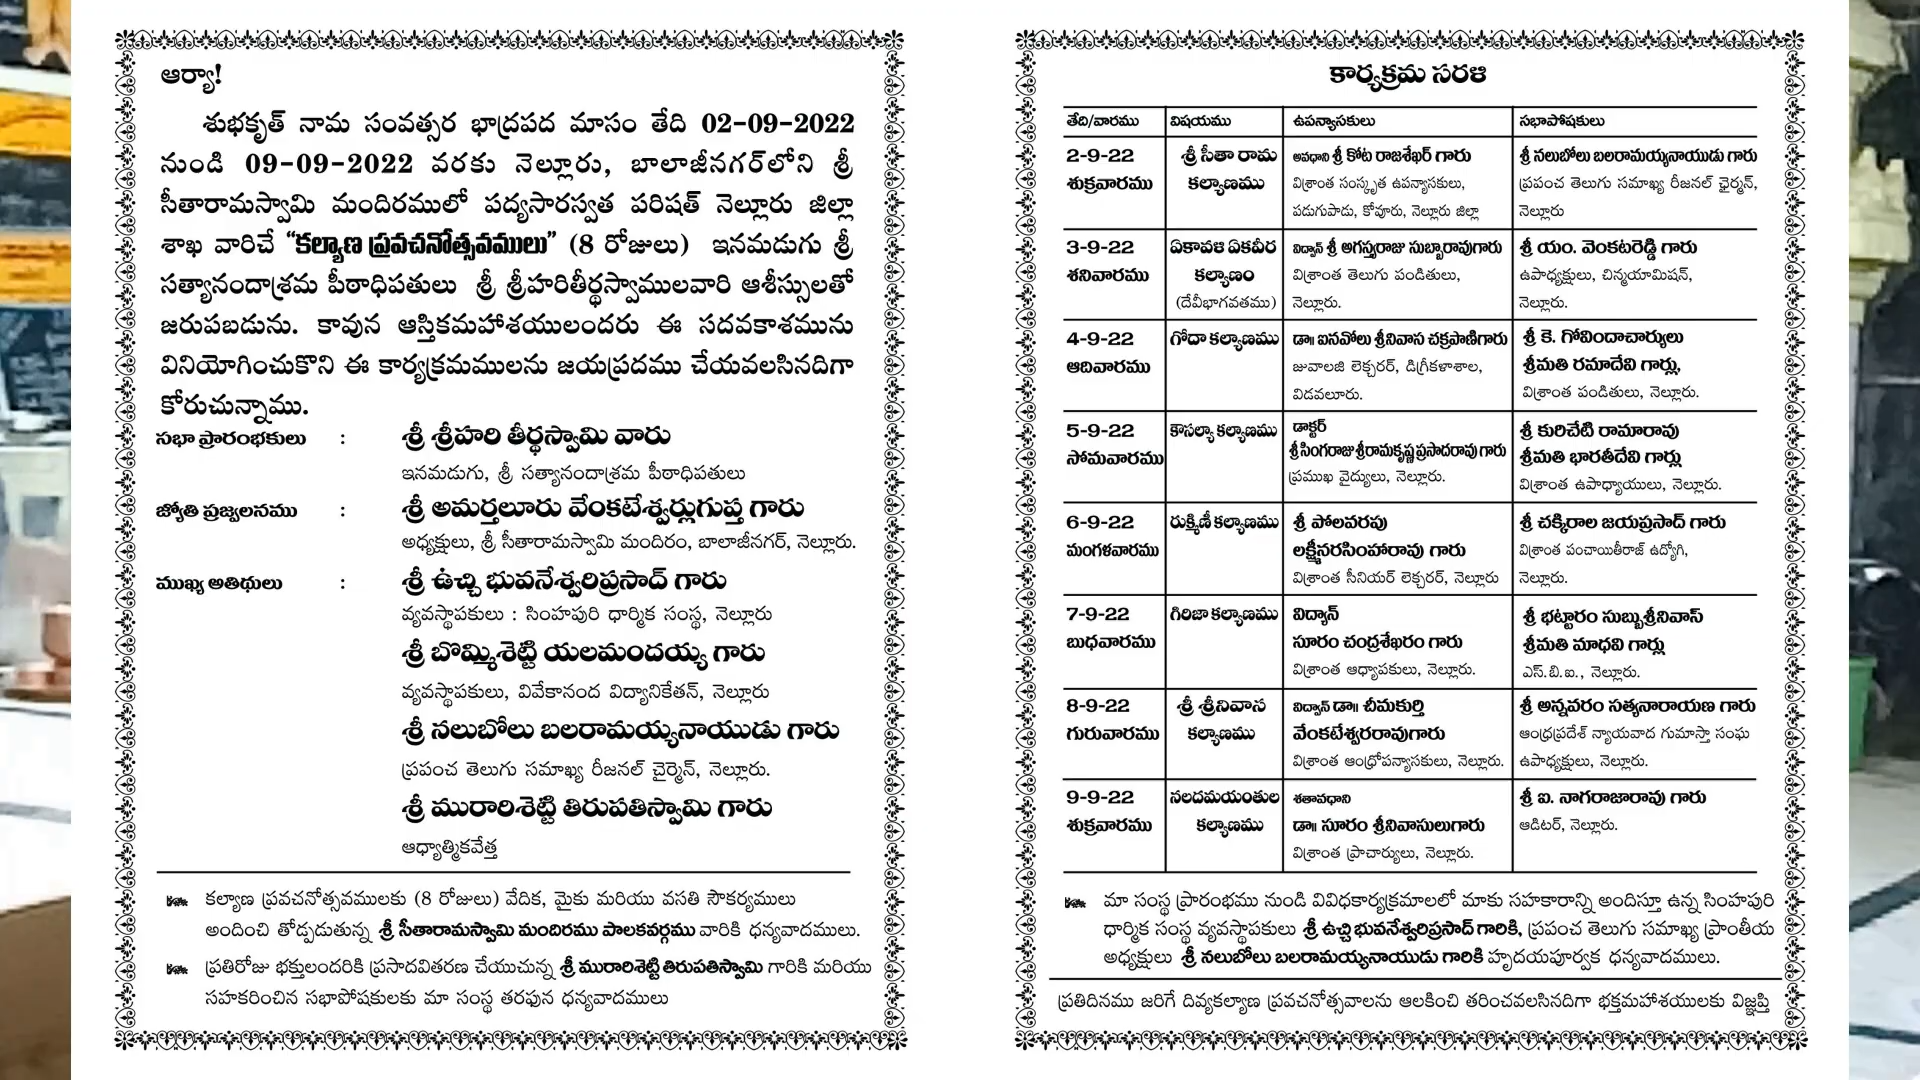 ఆర్యా!
శుభకృత్ నామ సంవత్సర భాద్రపద మాసం తేది 02-09-2022
నుండి 09-09-2022 వరకు నెల్లూరు, బాలాజీనగర్‌లోని శ్రీ
సీతారామస్వామి మందిరములో పద్యసారస్వత పరిషత్ నెల్లూరు జిల్లా
శాఖ వారిచే “కల్యాణ ప్రవచనోత్సవములు” (8 రోజులు) ఇనమడుగు శ్రీ
సత్యానందాశ్రమ పీఠాధిపతులు శ్రీ శ్రీహరితీర్థస్వాములవారి ఆశీస్సులతో
జరుపబడును. కావున ఆస్తికమహాశయులందరు ఈ సదవకాశమును
వినియోగించుకొని ఈ కార్యక్రమములను జయప్రదము చేయవలసినదిగా
కోరుచున్నాము.
సభా ప్రారంభకులు : శ్రీ శ్రీహరి తీర్థస్వామి వారు
ఇనమడుగు, శ్రీ సత్యానందాశ్రమ పీఠాధిపతులు
జ్యోతి ప్రజ్వలనము : శ్రీ అమర్తలూరు వేంకటేశ్వర్లుగుప్త గారు
అధ్యక్షులు, శ్రీ సీతారామస్వామి మందిరం, బాలాజీనగర్, నెల్లూరు.
ముఖ్య అతిథులు : శ్రీ ఉచ్చి భువనేశ్వరిప్రసాద్ గారు
వ్యవస్థాపకులు : సింహపురి ధార్మిక సంస్థ, నెల్లూరు
శ్రీ బొమ్మిశెట్టి యలమందయ్య గారు
వ్యవస్థాపకులు, వివేకానంద విద్యానికేతన్, నెల్లూరు
శ్రీ నలుబోలు బలరామయ్యనాయుడు గారు
ప్రపంచ తెలుగు సమాఖ్య రీజనల్ చైర్మెన్, నెల్లూరు.
శ్రీ మురారిశెట్టి తిరుపతిస్వామి గారు
ఆధ్యాత్మికవేత్త
కల్యాణ ప్రవచనోత్సవములకు (8 రోజులు) వేదిక, మైకు మరియు వసతి సౌకర్యములు
అందించి తోడ్పడుతున్న శ్రీ సీతారామస్వామి మందిరము పాలకవర్గము వారికి ధన్యవాదములు.
ప్రతిరోజు భక్తులందరికి ప్రసాదవితరణ చేయుచున్న శ్రీ మురారిశెట్టి తిరుపతిస్వామి గారికి మరియు
సహకరించిన సభాపోషకులకు మా సంస్థ తరఫున ధన్యవాదములు
కార్యక్రమ సరళి
తేది/వారము విషయము ఉపన్యాసకులు సభాపోషకులు
2-9-22 శ్రీ సీతా రామ అవధాని శ్రీ కోట రాజశేఖర్ గారు శ్రీ నలుబోలు బలరామయ్యనాయుడు గారు
శుక్రవారము కల్యాణము విశ్రాంత సంస్కృత ఉపన్యాసకులు, ప్రపంచ తెలుగు సమాఖ్య రీజనల్ ఛైర్మన్,
పడుగుపాడు, కోవూరు, నెల్లూరు జిల్లా నెల్లూరు
3-9-22 ఏకావళి ఏకవీర విద్వాన్ శ్రీ అగస్త్యరాజు సుబ్బారావుగారు శ్రీ యం. వెంకటరెడ్డి గారు
శనివారము కల్యాణం విశ్రాంత తెలుగు పండితులు, ఉపాధ్యక్షులు, చిన్మయామిషన్,
(దేవీభాగవతము) నెల్లూరు. నెల్లూరు.
4-9-22 గోదా కల్యాణము డా॥ ఐనవోలు శ్రీనివాస చక్రపాణిగారు శ్రీ కె. గోవిందాచార్యులు
ఆదివారము జువాలజి లెక్చరర్, డిగ్రీకళాశాల, శ్రీమతి రమాదేవి గార్లు,
విడవలూరు. విశ్రాంత పండితులు, నెల్లూరు.
5-9-22 కౌసల్యా కల్యాణము డాక్టర్ శ్రీ కురిచేటి రామారావు
సోమవారము శ్రీసింగరాజు శ్రీరామకృష్ణ ప్రసాదరావు గారు శ్రీమతి భారతీదేవి గార్లు
ప్రముఖ వైద్యులు, నెల్లూరు. విశ్రాంత ఉపాధ్యాయులు, నెల్లూరు.
6-9-22 రుక్మిణీ కల్యాణము శ్రీ పోలవరపు శ్రీ చక్కిరాల జయప్రసాద్ గారు
మంగళవారము లక్ష్మీనరసింహారావు గారు విశ్రాంత పంచాయితీరాజ్ ఉద్యోగి,
విశ్రాంత సీనియర్ లెక్చరర్, నెల్లూరు నెల్లూరు.
7-9-22 గిరిజా కల్యాణము విద్వాన్ శ్రీ భట్టారం సుబ్బుశ్రీనివాస్
బుధవారము సూరం చంద్రశేఖరం గారు శ్రీమతి మాధవి గార్లు
విశ్రాంత ఆధ్యాపకులు, నెల్లూరు. ఎస్.బి.ఐ., నెల్లూరు.
8-9-22 శ్రీ శ్రీనివాస విద్వాన్ డా॥ చీమకుర్తి శ్రీ అన్నవరం సత్యనారాయణ గారు
గురువారము కల్యాణము వేంకటేశ్వరరావుగారు ఆంధ్రప్రదేశ్ న్యాయవాద గుమాస్తా సంఘ
విశ్రాంత ఆంధ్రోపన్యాసకులు, నెల్లూరు. ఉపాధ్యక్షులు, నెల్లూరు.
9-9-22 నలదమయంతుల శతావధాని శ్రీ ఐ. నాగరాజారావు గారు
శుక్రవారము కల్యాణము డా॥ సూరం శ్రీనివాసులుగారు ఆడిటర్, నెల్లూరు.
విశ్రాంత ప్రాచార్యులు, నెల్లూరు.
మా సంస్థ ప్రారంభము నుండి వివిధకార్యక్రమాలలో మాకు సహకారాన్ని అందిస్తూ ఉన్న సింహపురి
ధార్మిక సంస్థ వ్యవస్థాపకులు శ్రీ ఉచ్చి భువనేశ్వరిప్రసాద్ గారికి, ప్రపంచ తెలుగు సమాఖ్య ప్రాంతీయ
అధ్యక్షులు శ్రీ నలుబోలు బలరామయ్యనాయుడు గారికి హృదయపూర్వక ధన్యవాదములు.
ప్రతిదినము జరిగే దివ్యకల్యాణ ప్రవచనోత్సవాలను ఆలకించి తరించవలసినదిగా భక్తమహాశయులకు విజ్ఞప్తి